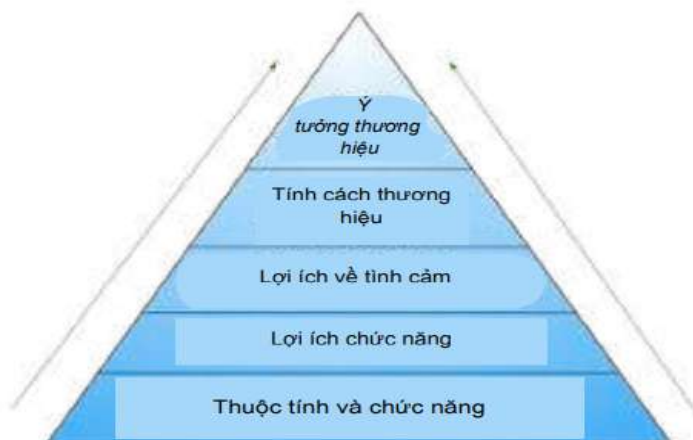 Ý
tưởng thương
hiệu
Tính cách thương
hiệu
Lợi ích về tình cảm
Lợi ích chức năng
Thuộc tính và chức năng